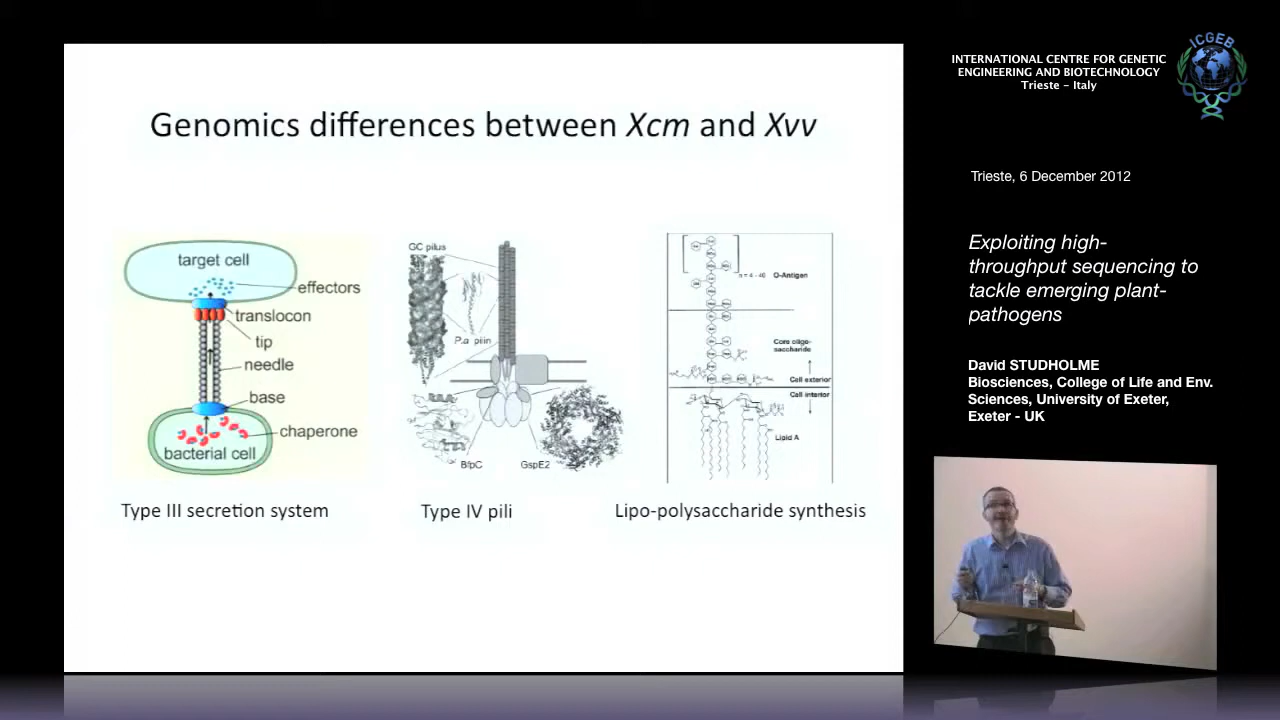 Genomics differences between Xcm and Xvv
target cell
effectors
translocon
tip
needle
base
chaperone
bacterial cell
Type III secretion system
GC pilus
P.a pilin
BfpC
GspE2
Type IV pili
n = 4 - 40
O-Antigen
Core oligo-
saccharide
Cell exterior
Cell interior
Lipid A
Lipo-polysaccharide synthesis
INTERNATIONAL CENTRE FOR GENETIC
ENGINEERING AND BIOTECHNOLOGY
Trieste - Italy
ICGEB
Trieste, 6 December 2012
Exploiting high-
throughput sequencing to
tackle emerging plant-
pathogens
David STUDHOLME
Biosciences, College of Life and Env.
Sciences, University of Exeter,
Exeter - UK